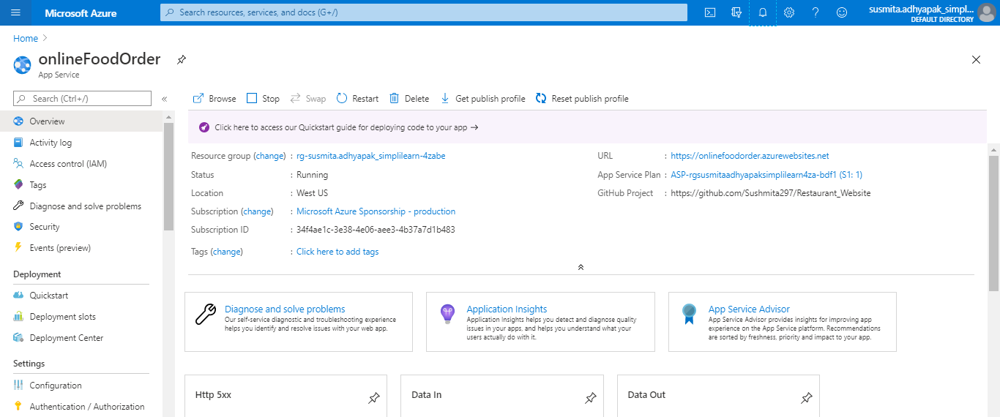 Microsoft Azure
Search resources, services, and docs (G+/)
susmita.adhyapak_simpl...
DEFAULT DIRECTORY
Home
onlineFoodOrder
App Service
Search (Ctrl+/)
«
Browse Stop Swap Restart Delete Get publish profile Reset publish profile
Overview
Activity log
Access control (IAM)
Tags
Diagnose and solve problems
Security
Events (preview)
Deployment
Quickstart
Deployment slots
Deployment Center
Settings
Configuration
Authentication / Authorization
Click here to access our Quickstart guide for deploying code to your app →
Resource group (change) : rg-susmita.adhyapak_simplilearn-4zabe
Status : Running
Location : West US
Subscription (change) : Microsoft Azure Sponsorship - production
Subscription ID : 34f4ae1c-3e38-4e06-aee3-4b37a7d1b483
Tags (change) : Click here to add tags
URL : https://onlinefoodorder.azurewebsites.net
App Service Plan : ASP-rgsusmitaadhyapaksimplilearn4za-bdf1 (S1: 1)
GitHub Project : https://github.com/Sushmita297/Restaurant_Website
Diagnose and solve problems
Our self-service diagnostic and troubleshooting experience
helps you identify and resolve issues with your web app.
Application Insights
Application Insights helps you detect and diagnose quality
issues in your apps, and helps you understand what your
users actually do with it.
App Service Advisor
App Service Advisor provides insights for improving app
experience on the App Service platform. Recommendations
are sorted by freshness, priority and impact to your app.
Http 5xx
Data In
Data Out